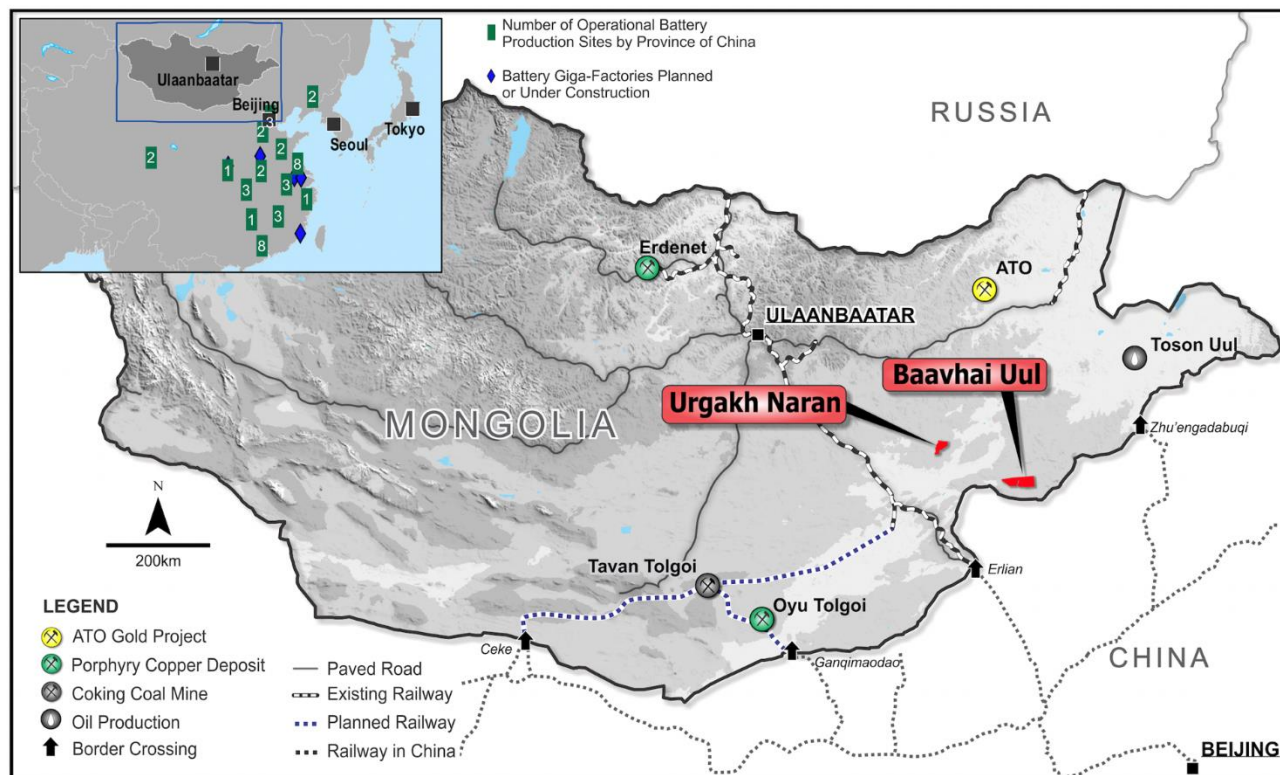 Number of Operational Battery
Production Sites by Province of China
Battery Giga-Factories Planned
or Under Construction
Ulaanbaatar
Beijing
Seoul
Tokyo
2
3
2
2
2
8
1
2
3
3
1
1
3
8
RUSSIA
Erdenet
ATO
ULAANBAATAR
Toson Uul
Baavhai Uul
Urgakh Naran
MONGOLIA
Zhu'engadabuqi
N
200km
Tavan Tolgoi
Erlian
Oyu Tolgoi
Ceke
Ganqimaodao
CHINA
BEIJING
LEGEND
ATO Gold Project
Porphyry Copper Deposit
Coking Coal Mine
Oil Production
Border Crossing
Paved Road
Existing Railway
Planned Railway
Railway in China